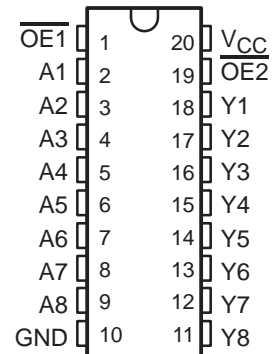 OE1 1 20 VCC
A1 2 19 OE2
A2 3 18 Y1
A3 4 17 Y2
A4 5 16 Y3
A5 6 15 Y4
A6 7 14 Y5
A7 8 13 Y6
A8 9 12 Y7
GND 10 11 Y8